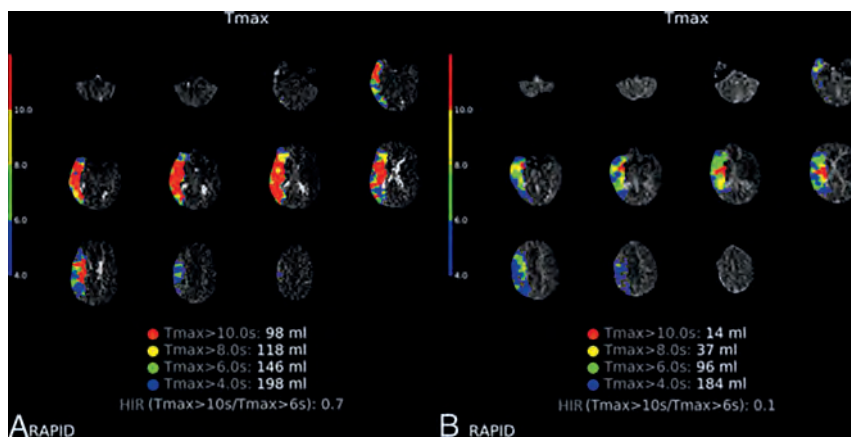 Tmax
10.0
8.0
6.0
4.0
Tmax>10.0s: 98 ml
Tmax>8.0s: 118 ml
Tmax>6.0s: 146 ml
Tmax>4.0s: 198 ml
HIR (Tmax>10s/Tmax>6s): 0.7
A RAPID
Tmax
10.0
8.0
6.0
4.0
Tmax>10.0s: 14 ml
Tmax>8.0s: 37 ml
Tmax>6.0s: 96 ml
Tmax>4.0s: 184 ml
HIR (Tmax>10s/Tmax>6s): 0.1
B RAPID